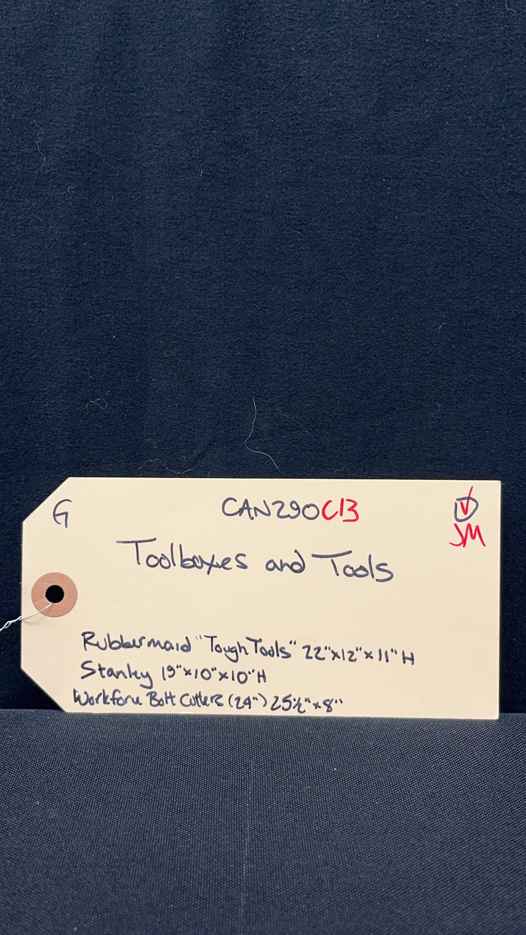 G
CAN290C13
V
JM
Toolboxes and Tools
Rubbermaid "Tough Tools" 22"x12"x11"H
Stanley 19"x10"x10"H
Workforce Bolt Cutters (24") 25½"x8"